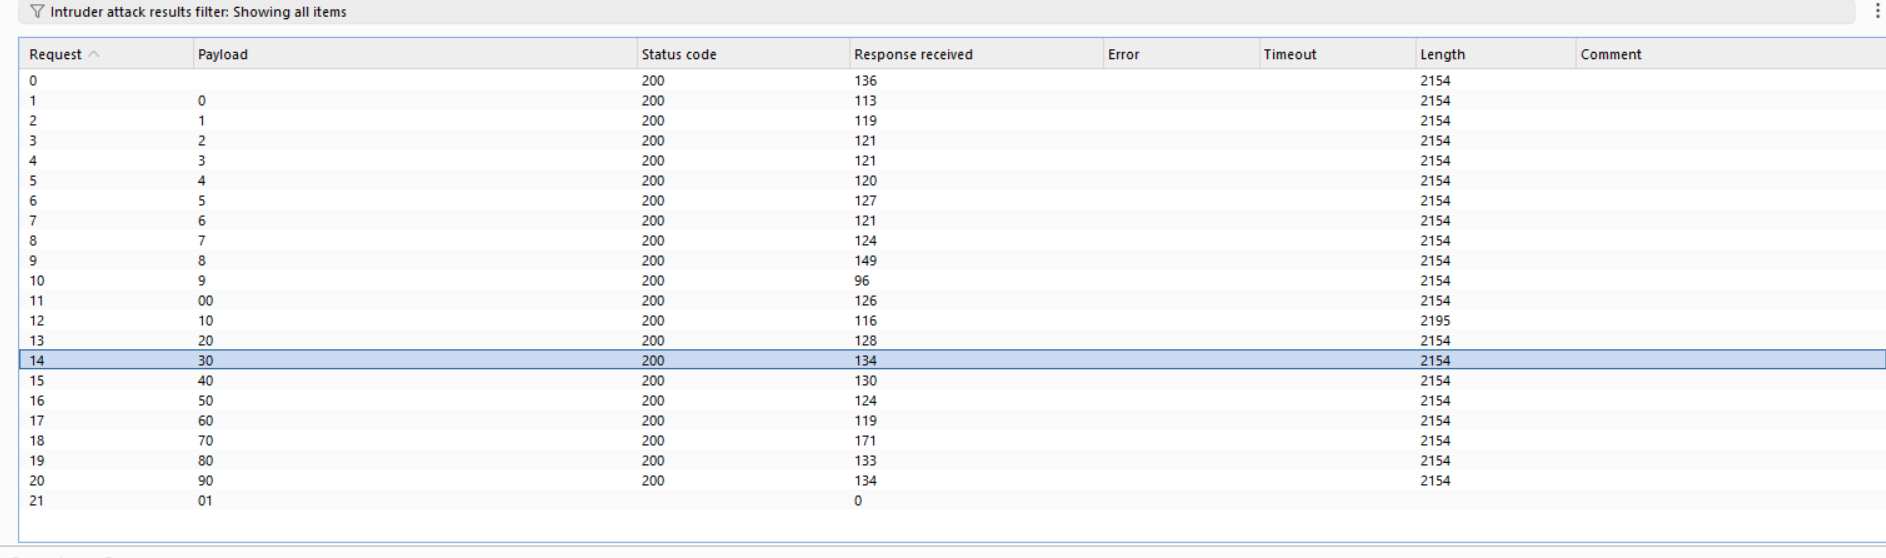 Intruder attack results filter: Showing all items
Request Payload Status code Response received Error Timeout Length Comment
0 200 136 2154
1 0 200 113 2154
2 1 200 119 2154
3 2 200 121 2154
4 3 200 121 2154
5 4 200 120 2154
6 5 200 127 2154
7 6 200 121 2154
8 7 200 124 2154
9 8 200 149 2154
10 9 200 96 2154
11 00 200 126 2154
12 10 200 116 2195
13 20 200 128 2154
14 30 200 134 2154
15 40 200 130 2154
16 50 200 124 2154
17 60 200 119 2154
18 70 200 171 2154
19 80 200 133 2154
20 90 200 134 2154
21 01 0